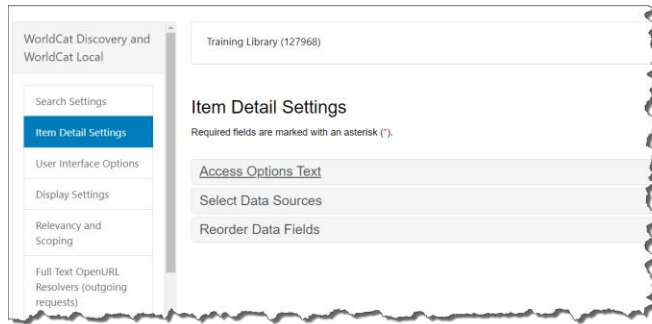 WorldCat Discovery and
WorldCat Local
Search Settings
Item Detail Settings
User Interface Options
Display Settings
Relevancy and
Scoping
Full Text OpenURL
Resolvers (outgoing
requests)
Training Library (127968)
Item Detail Settings
Required fields are marked with an asterisk (*).
Access Options Text
Select Data Sources
Reorder Data Fields